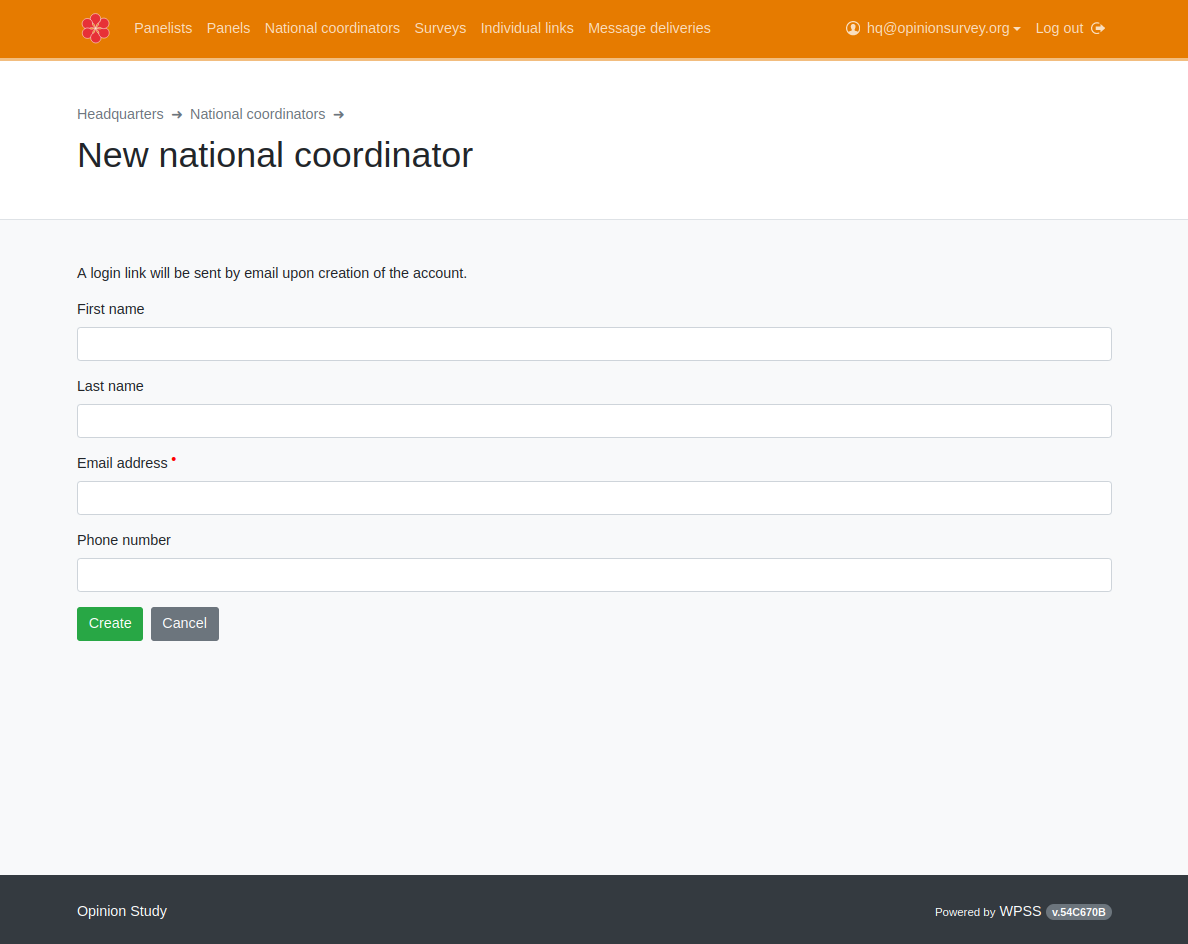 Panelists Panels National coordinators Surveys Individual links Message deliveries hq@opinionsurvey.org Log out
Headquarters ➔ National coordinators ➔
New national coordinator
A login link will be sent by email upon creation of the account.
First name
Last name
Email address •
Phone number
Create Cancel
Opinion Study Powered by WPSS v.54C670B